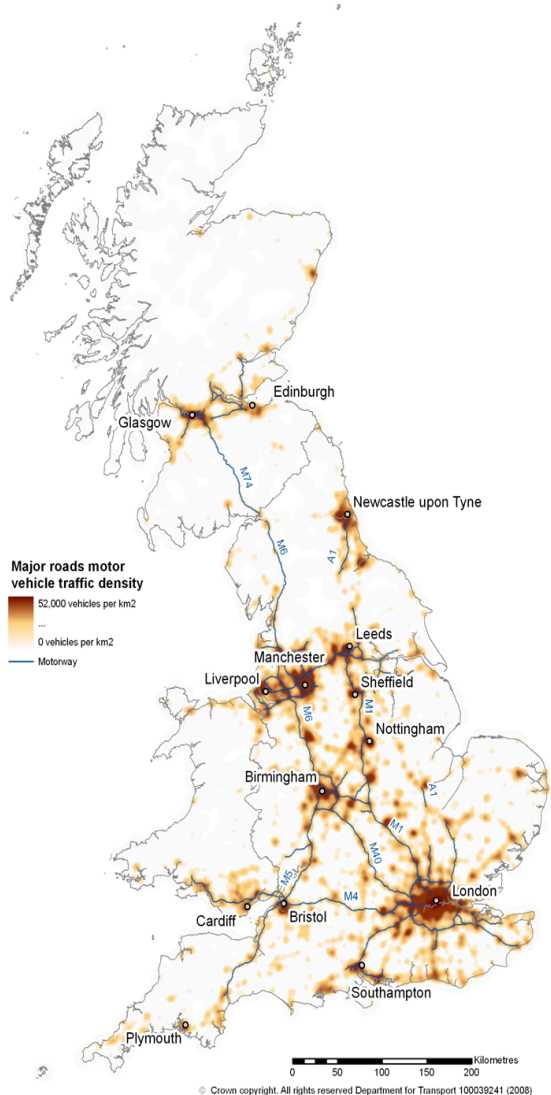 Edinburgh
Glasgow
M74
Newcastle upon Tyne
M6
A1
Major roads motor
vehicle traffic density
52,000 vehicles per km2
...
0 vehicles per km2
Motorway
Leeds
Manchester
Liverpool
Sheffield
M6
M1
Nottingham
Birmingham
A1
M1
M40
London
M5
M4
Cardiff
Bristol
Southampton
Plymouth
Kilometres
0 50 100 150 200
© Crown copyright. All rights reserved Department for Transport 100039241 (2008)